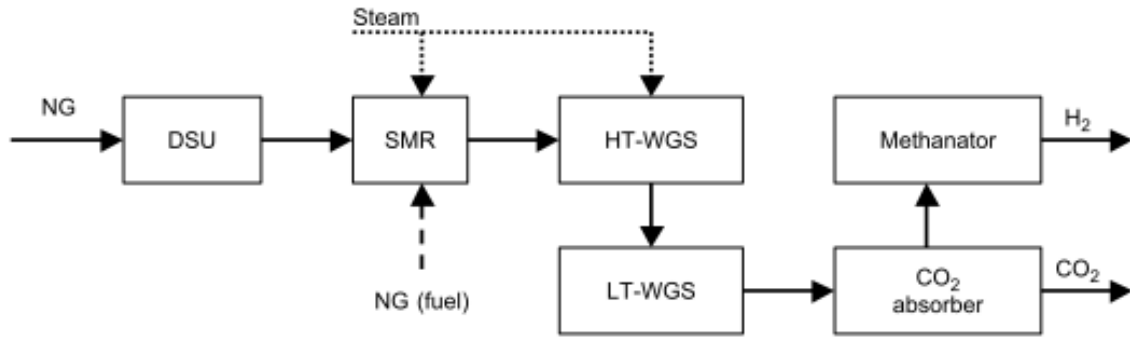 Steam
NG
DSU
SMR
HT-WGS
Methanator
H₂
NG (fuel)
LT-WGS
CO₂
absorber
CO₂